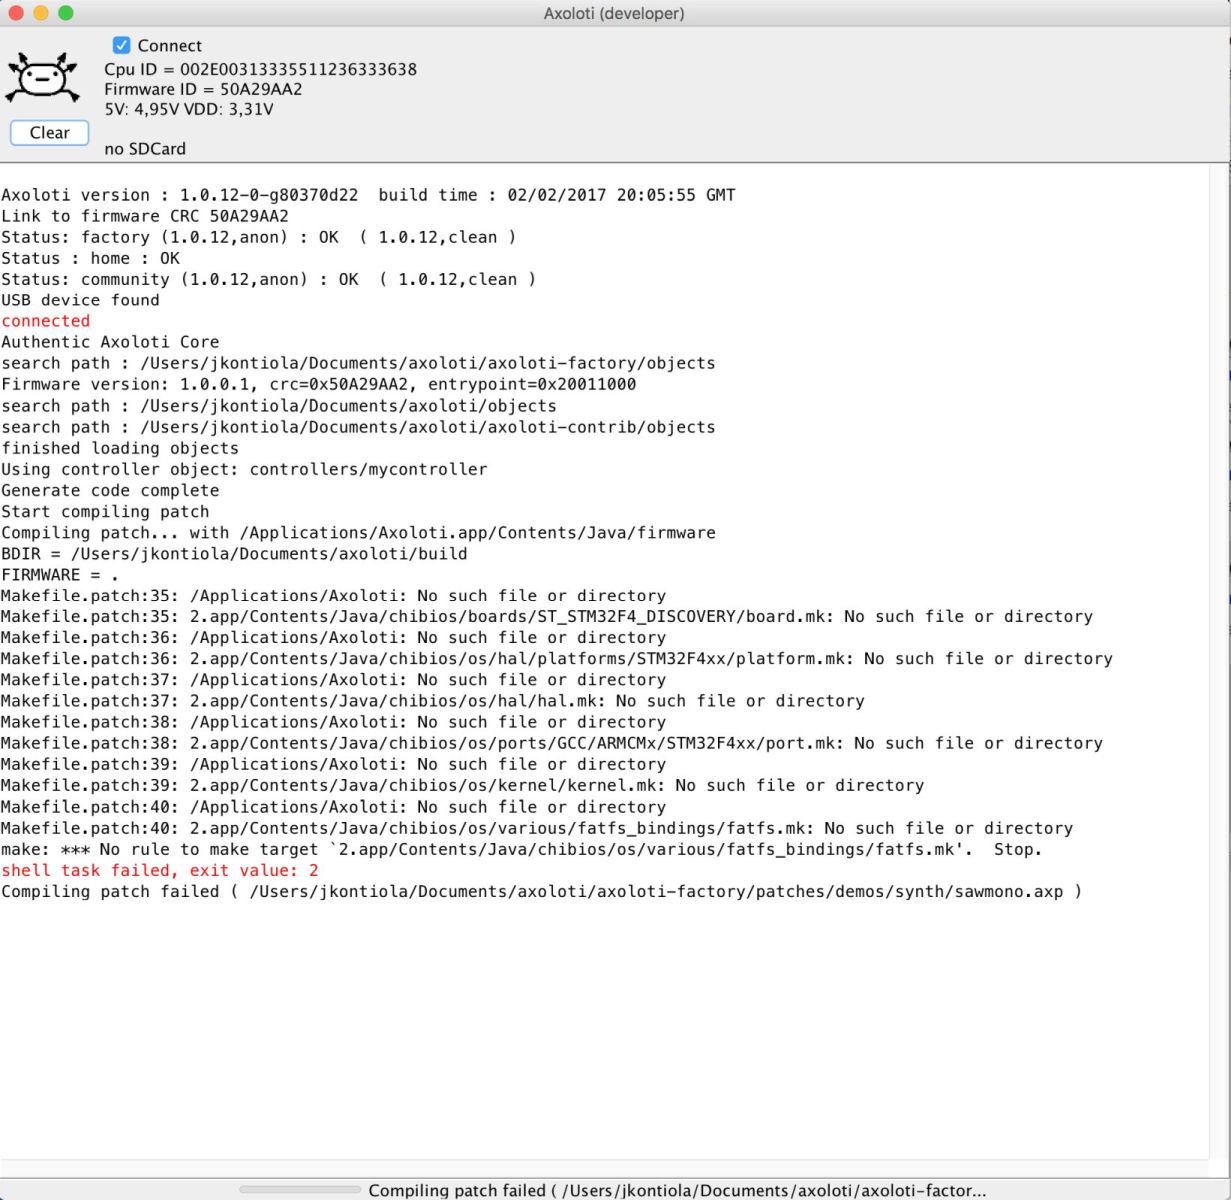 Axoloti (developer)
Connect
Cpu ID = 002E00313335511236333638
Firmware ID = 50A29AA2
5V: 4,95V VDD: 3,31V
Clear
no SDCard
Axoloti version : 1.0.12-0-g80370d22  build time : 02/02/2017 20:05:55 GMT
Link to firmware CRC 50A29AA2
Status: factory (1.0.12,anon) : OK  ( 1.0.12,clean )
Status : home : OK
Status: community (1.0.12,anon) : OK  ( 1.0.12,clean )
USB device found
connected
Authentic Axoloti Core
search path : /Users/jkontiola/Documents/axoloti/axoloti-factory/objects
Firmware version: 1.0.0.1, crc=0x50A29AA2, entrypoint=0x20011000
search path : /Users/jkontiola/Documents/axoloti/objects
search path : /Users/jkontiola/Documents/axoloti/axoloti-contrib/objects
finished loading objects
Using controller object: controllers/mycontroller
Generate code complete
Start compiling patch
Compiling patch... with /Applications/Axoloti.app/Contents/Java/firmware
BDIR = /Users/jkontiola/Documents/axoloti/build
FIRMWARE = .
Makefile.patch:35: /Applications/Axoloti: No such file or directory
Makefile.patch:35: 2.app/Contents/Java/chibios/boards/ST_STM32F4_DISCOVERY/board.mk: No such file or directory
Makefile.patch:36: /Applications/Axoloti: No such file or directory
Makefile.patch:36: 2.app/Contents/Java/chibios/os/hal/platforms/STM32F4xx/platform.mk: No such file or directory
Makefile.patch:37: /Applications/Axoloti: No such file or directory
Makefile.patch:37: 2.app/Contents/Java/chibios/os/hal/hal.mk: No such file or directory
Makefile.patch:38: /Applications/Axoloti: No such file or directory
Makefile.patch:38: 2.app/Contents/Java/chibios/os/ports/GCC/ARMCMx/STM32F4xx/port.mk: No such file or directory
Makefile.patch:39: /Applications/Axoloti: No such file or directory
Makefile.patch:39: 2.app/Contents/Java/chibios/os/kernel/kernel.mk: No such file or directory
Makefile.patch:40: /Applications/Axoloti: No such file or directory
Makefile.patch:40: 2.app/Contents/Java/chibios/os/various/fatfs_bindings/fatfs.mk: No such file or directory
make: *** No rule to make target `2.app/Contents/Java/chibios/os/various/fatfs_bindings/fatfs.mk'.  Stop.
shell task failed, exit value: 2
Compiling patch failed ( /Users/jkontiola/Documents/axoloti/axoloti-factory/patches/demos/synth/sawmono.axp )
Compiling patch failed ( /Users/jkontiola/Documents/axoloti/axoloti-factor...